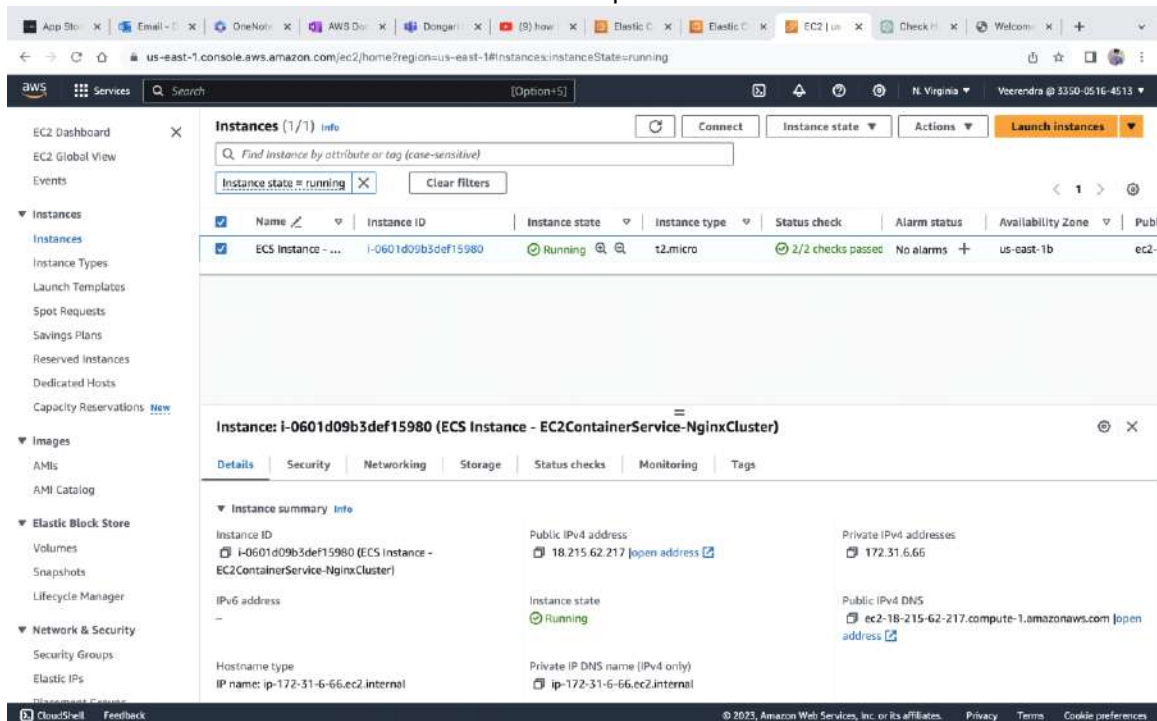 App Sto
Email - D
OneNot
AWS Do
Dongari
(9) how
Elastic C
Elastic C
EC2 | us
Check H
Welcom
us-east-1.console.aws.amazon.com/ec2/home?region=us-east-1#Instances:instanceState=running
aws Services Search [Option+S] N. Virginia Veerendra @ 3350-0516-4513
EC2 Dashboard
EC2 Global View
Events
Instances
Instances
Instance Types
Launch Templates
Spot Requests
Savings Plans
Reserved Instances
Dedicated Hosts
Capacity Reservations New
Images
AMIs
AMI Catalog
Elastic Block Store
Volumes
Snapshots
Lifecycle Manager
Network & Security
Security Groups
Elastic IPs
Placement Groups
Instances (1/1) Info
Connect Instance state Actions Launch instances
Find Instance by attribute or tag (case-sensitive)
Instance state = running Clear filters
1
Name Instance ID Instance state Instance type Status check Alarm status Availability Zone Publ
ECS Instance - ... i-0601d09b3def15980 Running t2.micro 2/2 checks passed No alarms us-east-1b ec2-
Instance: i-0601d09b3def15980 (ECS Instance - EC2ContainerService-NginxCluster)
Details Security Networking Storage Status checks Monitoring Tags
Instance summary Info
Instance ID
i-0601d09b3def15980 (ECS Instance -
EC2ContainerService-NginxCluster)
Public IPv4 address
18.215.62.217 |open address
Private IPv4 addresses
172.31.6.66
IPv6 address
–
Instance state
Running
Public IPv4 DNS
ec2-18-215-62-217.compute-1.amazonaws.com |open
address
Hostname type
IP name: ip-172-31-6-66.ec2.internal
Private IP DNS name (IPv4 only)
ip-172-31-6-66.ec2.internal
CloudShell Feedback © 2023, Amazon Web Services, Inc. or its affiliates. Privacy Terms Cookie preferences